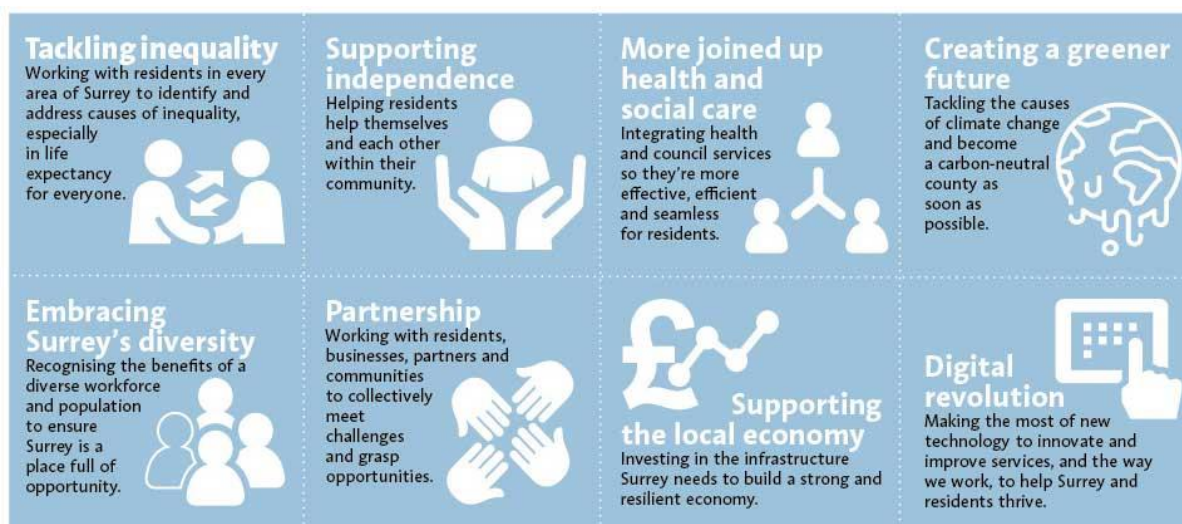 Tackling inequality
Working with residents in every
area of Surrey to identify and
address causes of inequality,
especially
in life
expectancy
for everyone.
Supporting
independence
Helping residents
help themselves
and each other
within their
community.
More joined up
health and
social care
Integrating health
and council services
so they're more
effective, efficient
and seamless
for residents.
Creating a greener
future
Tackling the causes
of climate change
and become
a carbon-neutral
county as
soon as
possible.
Embracing
Surrey's diversity
Recognising the benefits of a
diverse workforce
and population
to ensure
Surrey is a
place full of
opportunity.
Partnership
Working with residents,
businesses, partners and
communities
to collectively
meet
challenges
and grasp
opportunities.
£
Supporting
the local economy
Investing in the infrastructure
Surrey needs to build a strong and
resilient economy.
Digital
revolution
Making the most of new
technology to innovate and
improve services, and the way
we work, to help Surrey and
residents thrive.